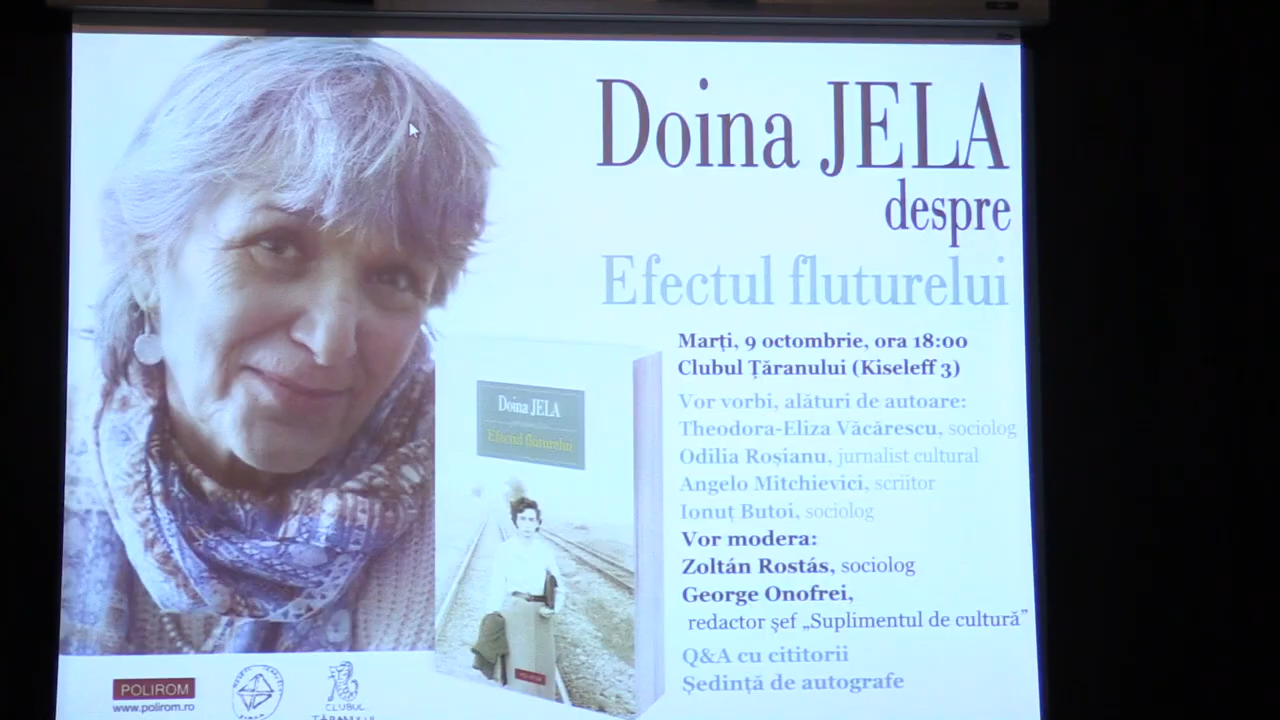 Doina JELA
despre
Efectul fluturelui
Marți, 9 octombrie, ora 18:00
Clubul Țăranului (Kiseleff 3)
Vor vorbi, alături de autoare:
Theodora-Eliza Văcărescu, sociolog
Odilia Roșianu, jurnalist cultural
Angelo Mitchievici, scriitor
Ionuț Butoi, sociolog
Vor modera:
Zoltán Rostás, sociolog
George Onofrei,
redactor șef „Suplimentul de cultură”
Q&A cu cititorii
Ședință de autografe
Doina JELA
Efectul fluturelui
POLIROM
POLIROM
www.polirom.ro
CLUBUL
ȚĂRANULUI